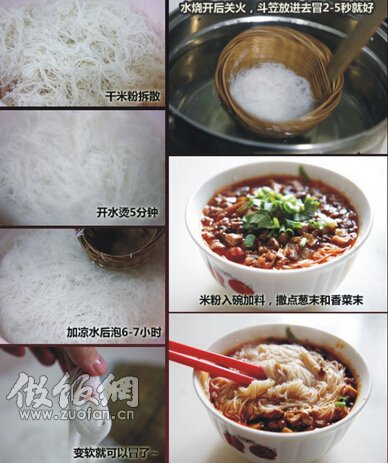 干米粉拆散
开水烫5分钟
加凉水后泡6-7小时
变软就可以冒了~
水烧开后关火，斗笠放进去冒2-5秒就好
米粉入碗加料，撒点葱末和香菜末
做饭網
www.zuofan.cn